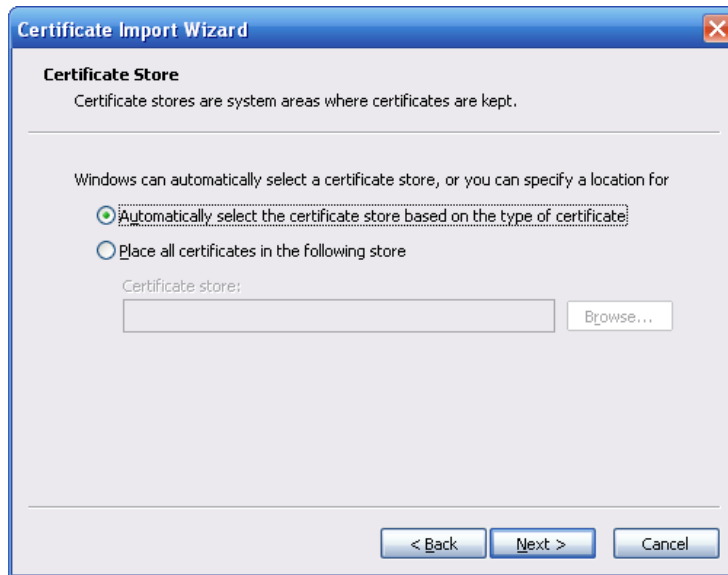 Certificate Import Wizard
Certificate Store
Certificate stores are system areas where certificates are kept.
Windows can automatically select a certificate store, or you can specify a location for
Automatically select the certificate store based on the type of certificate
Place all certificates in the following store
Certificate store:
Browse...
< Back
Next >
Cancel